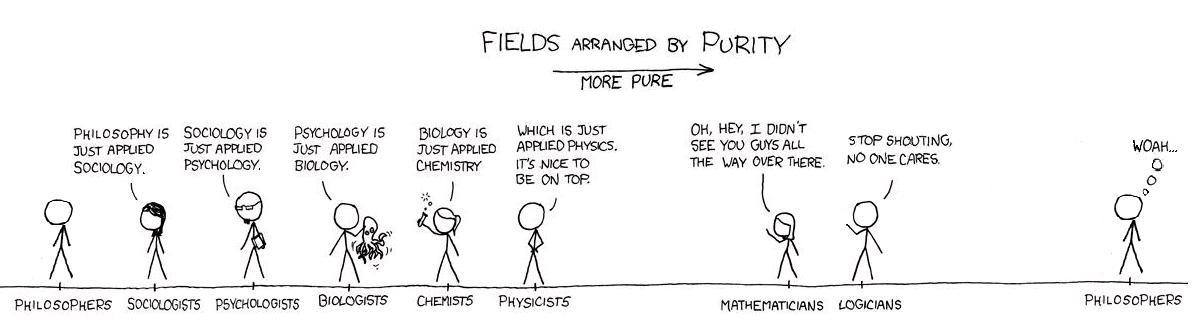 FIELDS ARRANGED BY PURITY
MORE PURE
PHILOSOPHY IS
JUST APPLIED
SOCIOLOGY.
SOCIOLOGY IS
JUST APPLIED
PSYCHOLOGY.
PSYCHOLOGY IS
JUST APPLIED
BIOLOGY.
BIOLOGY IS
JUST APPLIED
CHEMISTRY
WHICH IS JUST
APPLIED PHYSICS.
IT'S NICE TO
BE ON TOP.
OH, HEY, I DIDN'T
SEE YOU GUYS ALL
THE WAY OVER THERE.
STOP SHOUTING,
NO ONE CARES.
WOAH...
PHILOSOPHERS
SOCIOLOGISTS
PSYCHOLOGISTS
BIOLOGISTS
CHEMISTS
PHYSICISTS
MATHEMATICIANS
LOGICIANS
PHILOSOPHERS